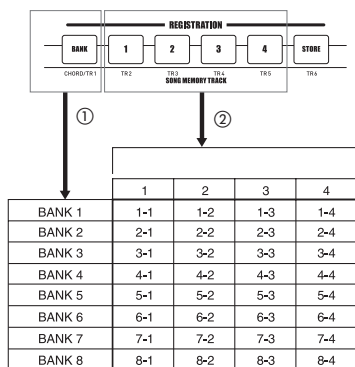 REGISTRATION
BANK 1 2 3 4 STORE
CHORD/TR1 TR2 TR3 TR4 TR5 TR6
SONG MEMORY TRACK
① ②
1 2 3 4
BANK 1 1-1 1-2 1-3 1-4
BANK 2 2-1 2-2 2-3 2-4
BANK 3 3-1 3-2 3-3 3-4
BANK 4 4-1 4-2 4-3 4-4
BANK 5 5-1 5-2 5-3 5-4
BANK 6 6-1 6-2 6-3 6-4
BANK 7 7-1 7-2 7-3 7-4
BANK 8 8-1 8-2 8-3 8-4